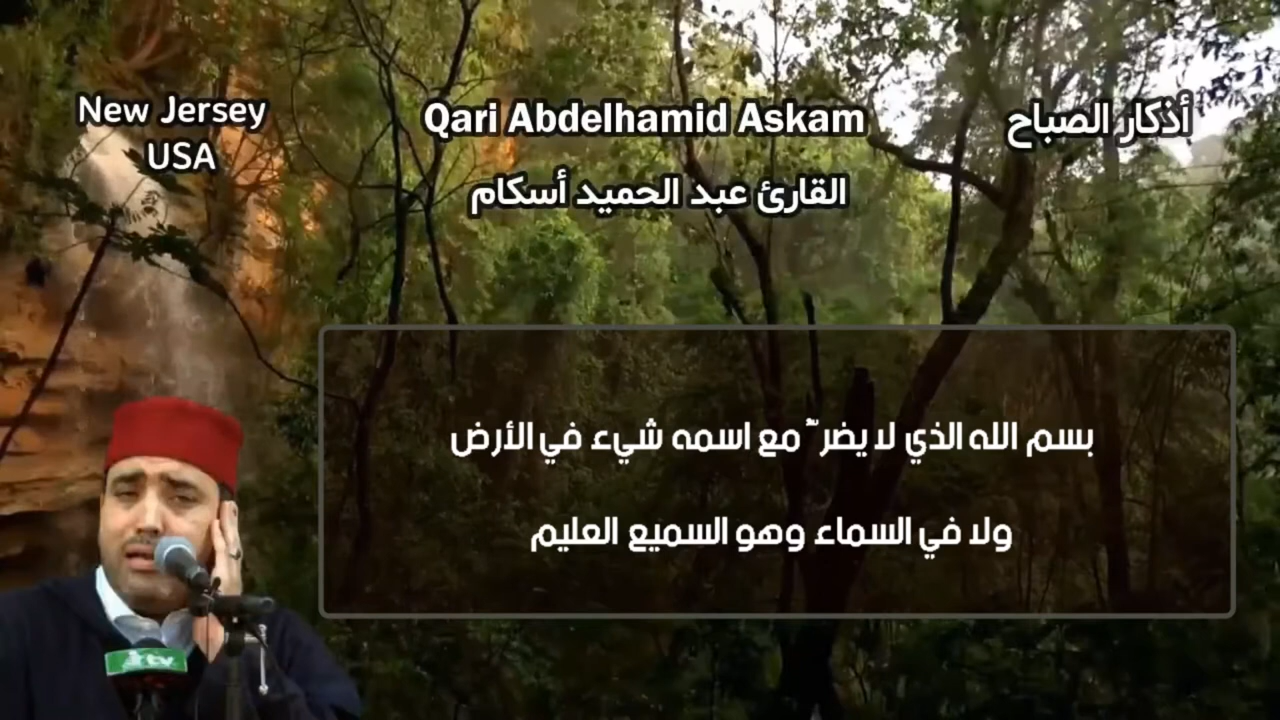 New Jersey
USA
Qari Abdelhamid Askam
القارئ عبد الحميد أسكام
أذكار الصباح
بسم الله الذي لا يضرّ مع اسمه شيء في الأرض
ولا في السماء وهو السميع العليم
tv